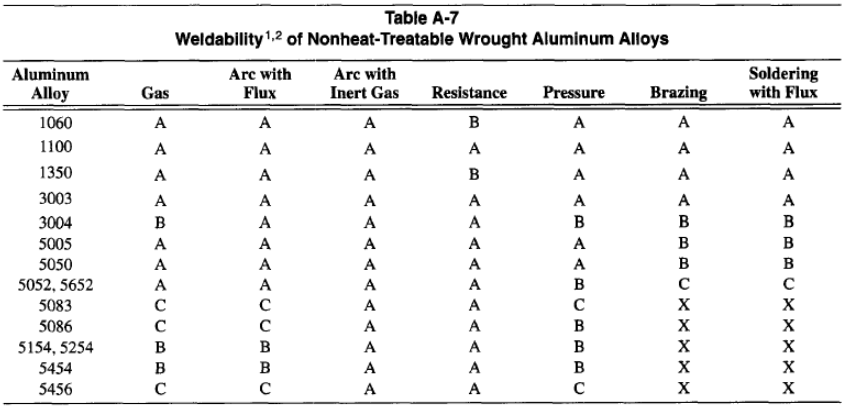 Table A-7
Weldability1,2 of Nonheat-Treatable Wrought Aluminum Alloys
Aluminum Alloy Gas Arc with Flux Arc with Inert Gas Resistance Pressure Brazing Soldering with Flux
1060 A A A B A A A
1100 A A A A A A A
1350 A A A B A A A
3003 A A A A A A A
3004 B A A A B B B
5005 A A A A A B B
5050 A A A A A B B
5052, 5652 A A A A B C C
5083 C C A A C X X
5086 C C A A B X X
5154, 5254 B B A A B X X
5454 B B A A B X X
5456 C C A A C X X